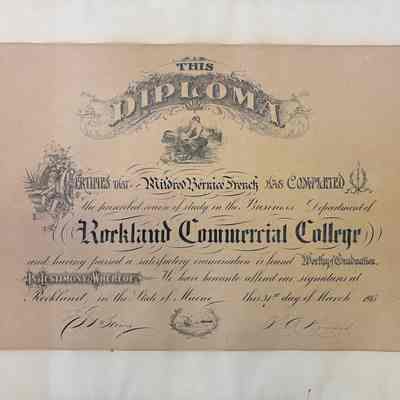 THIS
DIPLOMA
CERTIFIES THAT Mildred Bernice French HAS COMPLETED
the prescribed course of study in the Business Department of
Rockland Commercial College
and having passed a satisfactory examination is found Worthy of Graduation.
IN TESTIMONY WHEREOF We have hereunto affixed our signatures at
Rockland, in the State of Maine this 31st day of March